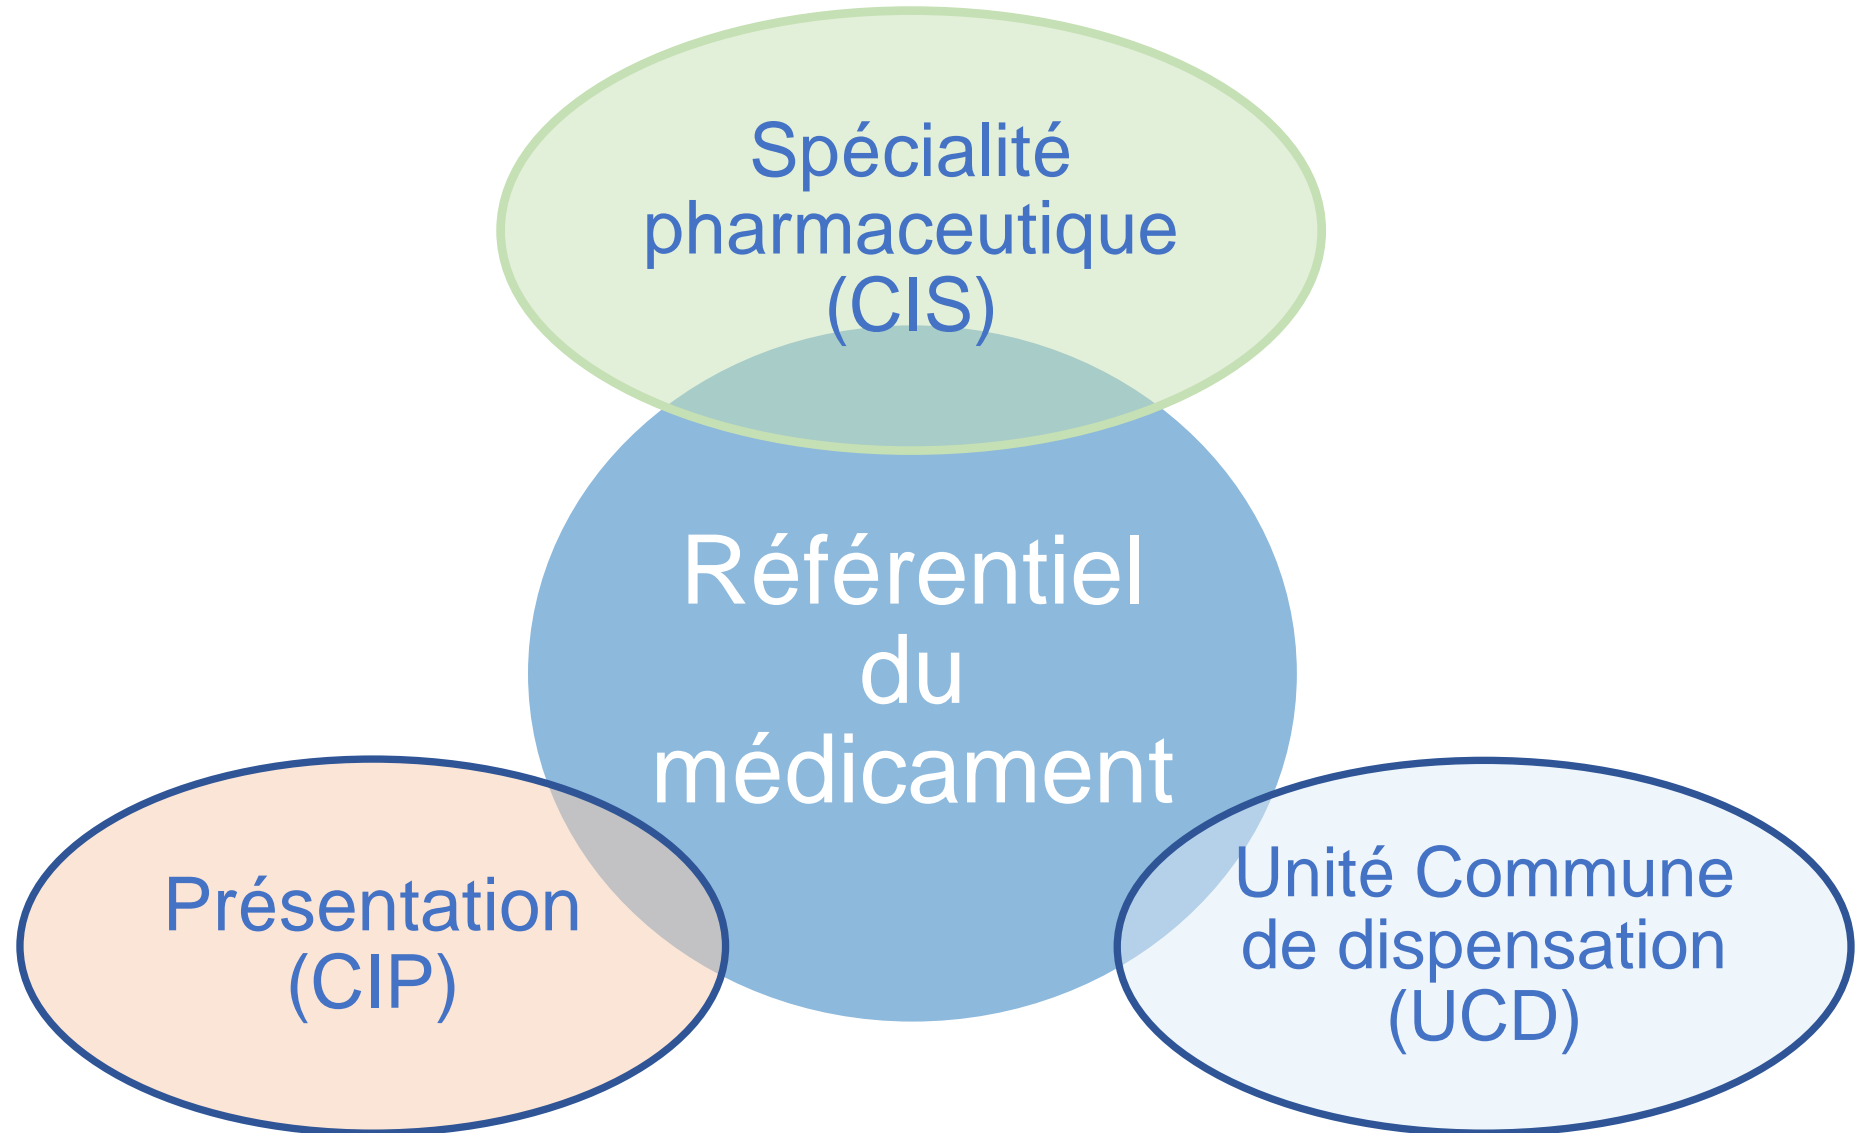 Spécialité
pharmaceutique
(CIS)
Référentiel
du
médicament
Présentation
(CIP)
Unité Commune
de dispensation
(UCD)